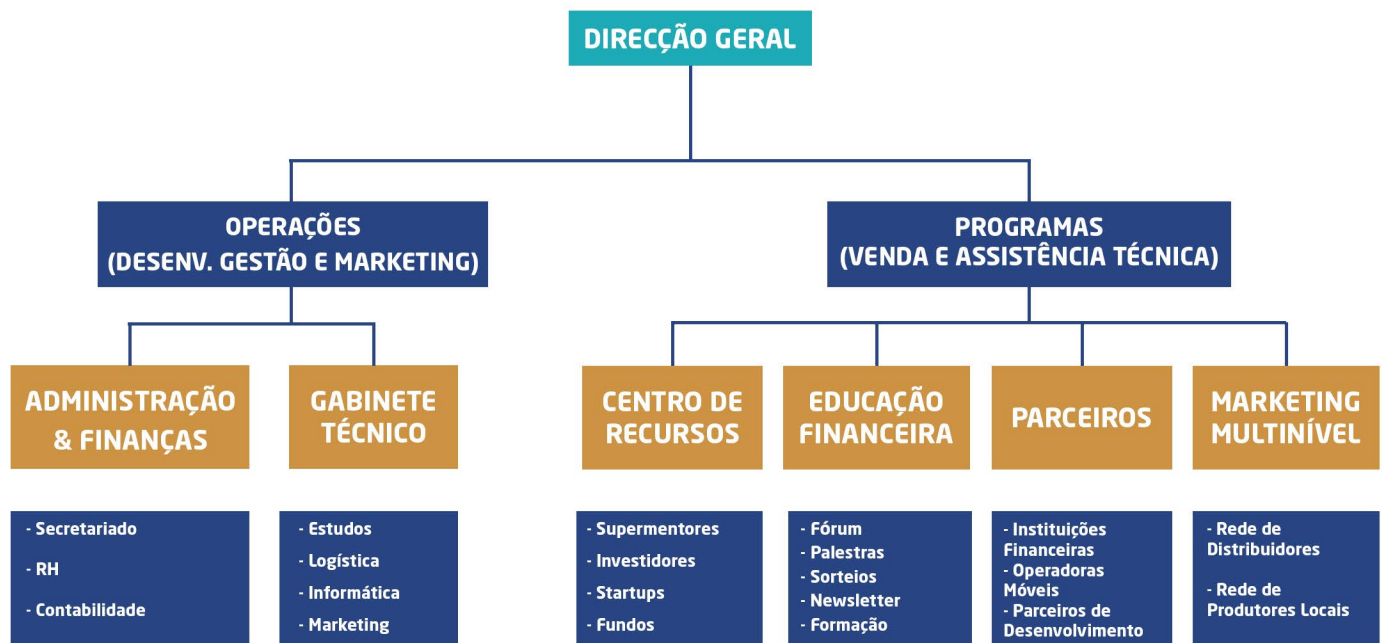 DIRECÇÃO GERAL
OPERAÇÕES
(DESENV. GESTÃO E MARKETING)
PROGRAMAS
(VENDA E ASSISTÊNCIA TÉCNICA)
ADMINISTRAÇÃO
& FINANÇAS
GABINETE
TÉCNICO
CENTRO DE
RECURSOS
EDUCAÇÃO
FINANCEIRA
PARCEIROS
MARKETING
MULTINÍVEL
- Secretariado
- RH
- Contabilidade
- Estudos
- Logística
- Informática
- Marketing
- Supermentores
- Investidores
- Startups
- Fundos
- Fórum
- Palestras
- Sorteios
- Newsletter
- Formação
- Instituições
Financeiras
- Operadoras
Móveis
- Parceiros de
Desenvolvimento
- Rede de
Distribuidores
- Rede de
Produtores Locais